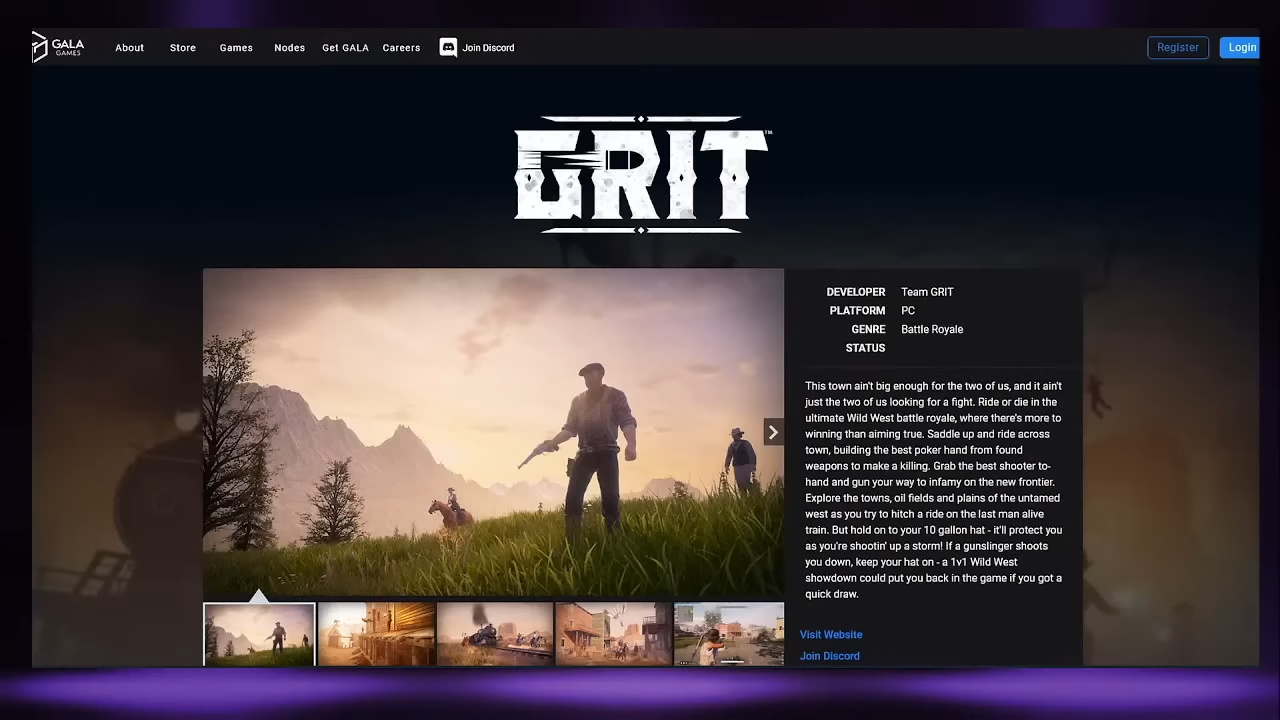 GALA
GAMES
About
Store
Games
Nodes
Get GALA
Careers
Join Discord
Register
Login
GRIT™
DEVELOPER Team GRIT
PLATFORM PC
GENRE Battle Royale
STATUS
This town ain't big enough for the two of us, and it ain't
just the two of us looking for a fight. Ride or die in the
ultimate Wild West battle royale, where there's more to
winning than aiming true. Saddle up and ride across
town, building the best poker hand from found
weapons to make a killing. Grab the best shooter to-
hand and gun your way to infamy on the new frontier.
Explore the towns, oil fields and plains of the untamed
west as you try to hitch a ride on the last man alive
train. But hold on to your 10 gallon hat - it'll protect you
as you're shootin' up a storm! If a gunslinger shoots
you down, keep your hat on - a 1v1 Wild West
showdown could put you back in the game if you got a
quick draw.
Visit Website
Join Discord